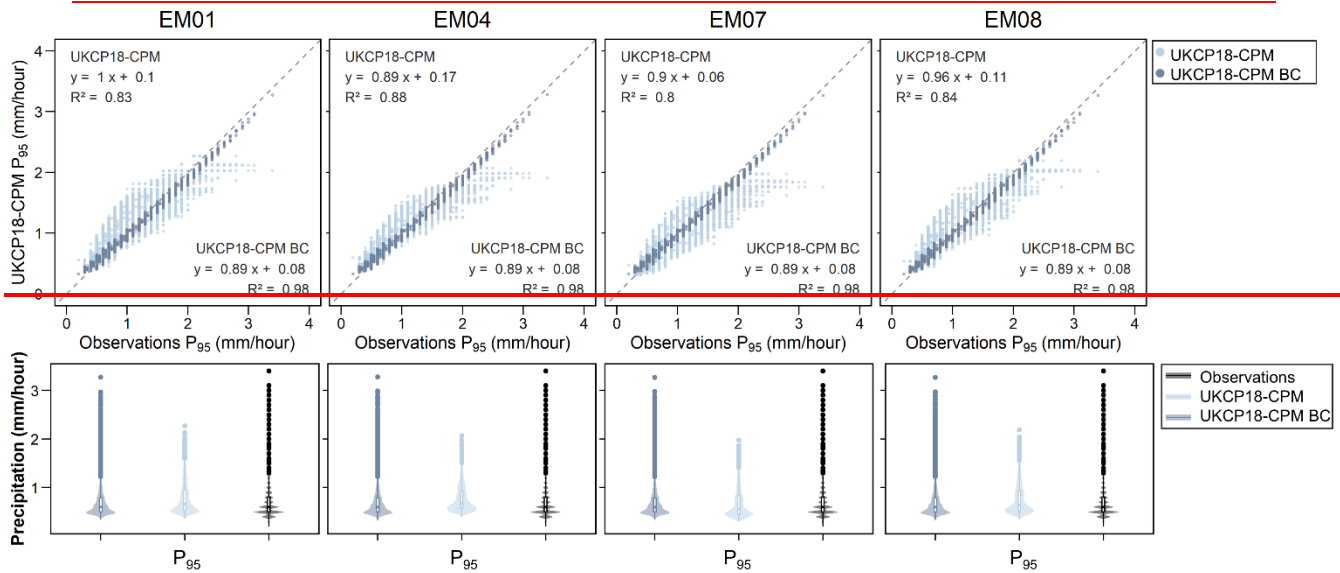 EM01
EM04
EM07
EM08
UKCP18-CPM P95 (mm/hour)
4
3
2
1
0
UKCP18-CPM
y = 1 x + 0.1
R² = 0.83
UKCP18-CPM BC
y = 0.89 x + 0.08
R² = 0.98
UKCP18-CPM
y = 0.89 x + 0.17
R² = 0.88
UKCP18-CPM BC
y = 0.89 x + 0.08
R² = 0.98
UKCP18-CPM
y = 0.9 x + 0.06
R² = 0.8
UKCP18-CPM BC
y = 0.89 x + 0.08
R² = 0.98
UKCP18-CPM
y = 0.96 x + 0.11
R² = 0.84
UKCP18-CPM BC
y = 0.89 x + 0.08
R² = 0.98
UKCP18-CPM
UKCP18-CPM BC
0 1 2 3 4
0 1 2 3 4
0 1 2 3 4
0 1 2 3 4
Observations P95 (mm/hour)
Observations P95 (mm/hour)
Observations P95 (mm/hour)
Observations P95 (mm/hour)
Precipitation (mm/hour)
3
2
1
Observations
UKCP18-CPM
UKCP18-CPM BC
P95
P95
P95
P95